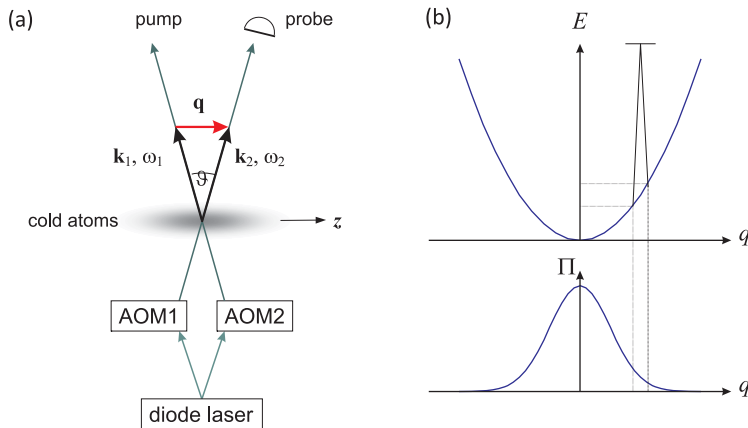 (a)
pump
probe
q
k₁, ω₁
ϑ
k₂, ω₂
cold atoms
z
AOM1
AOM2
diode laser
(b)
E
q
Π
q